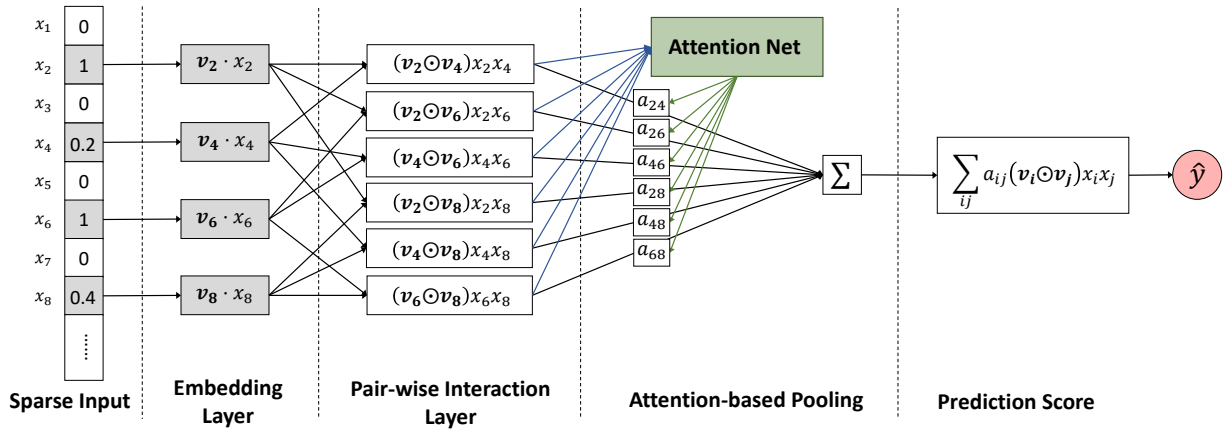 x₁ 0
x₂ 1
x₃ 0
x₄ 0.2
x₅ 0
x₆ 1
x₇ 0
x₈ 0.4
......
Sparse Input
v₂ · x₂
v₄ · x₄
v₆ · x₆
v₈ · x₈
Embedding
Layer
(v₂⊙v₄)x₂x₄
(v₂⊙v₆)x₂x₆
(v₄⊙v₆)x₄x₆
(v₂⊙v₈)x₂x₈
(v₄⊙v₈)x₄x₈
(v₆⊙v₈)x₆x₈
Pair-wise Interaction
Layer
Attention Net
a₂₄
a₂₆
a₄₆
a₂₈
a₄₈
a₆₈
Σ
Attention-based Pooling
∑ᵢⱼ aᵢⱼ(vᵢ⊙vⱼ)xᵢxⱼ
ŷ
Prediction Score